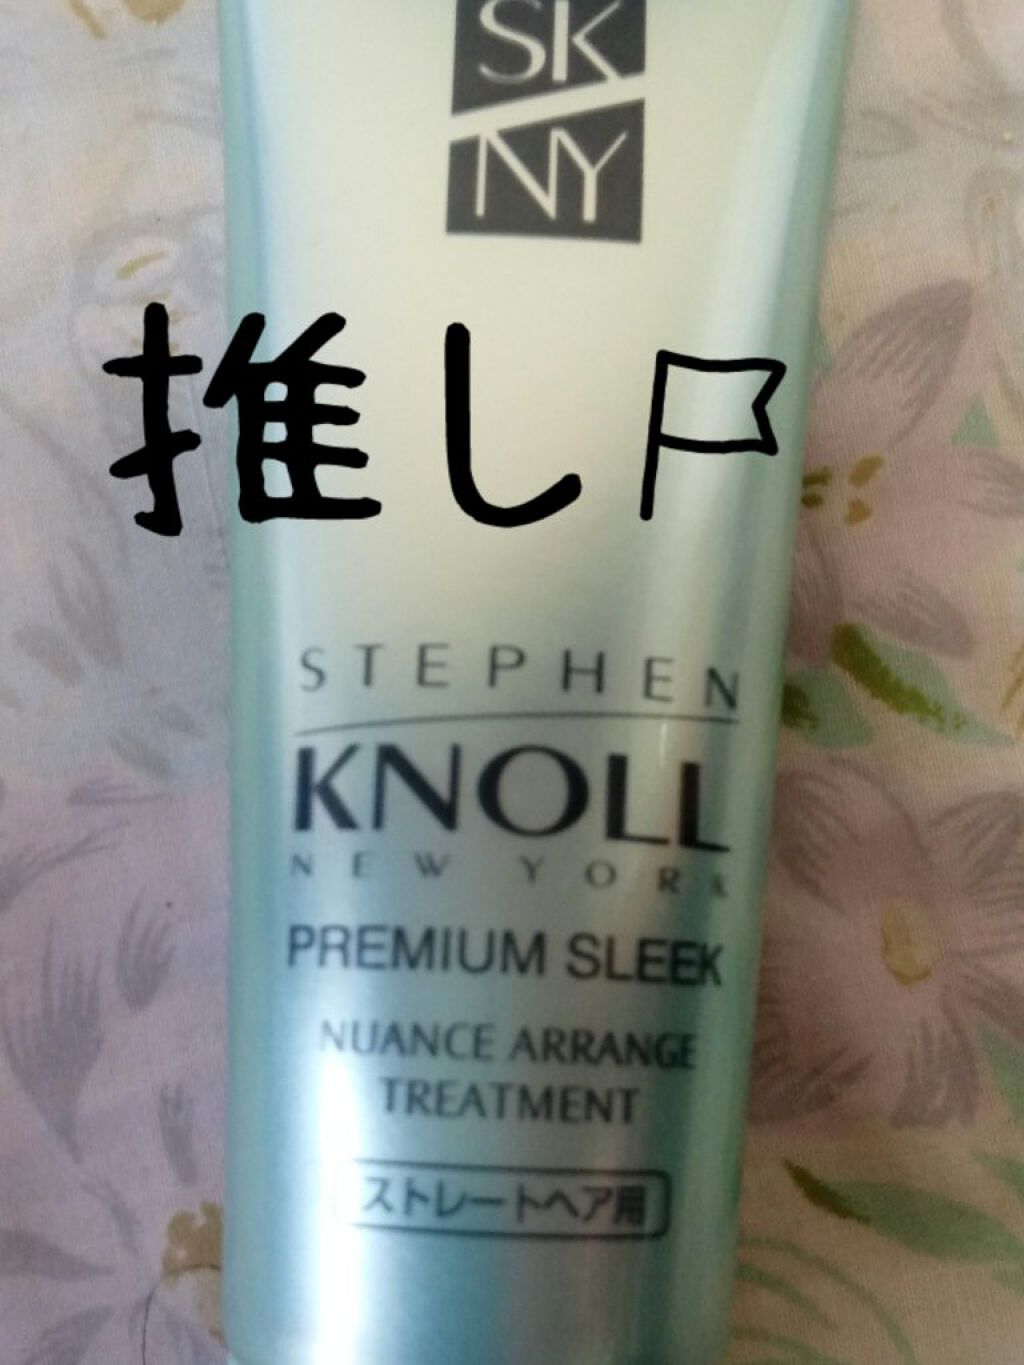 SK
NY
推し
STEPHEN
KNOLL
NEW YORK
PREMIUM SLEEK
NUANCE ARRANGE
TREATMENT
ストレートヘア用